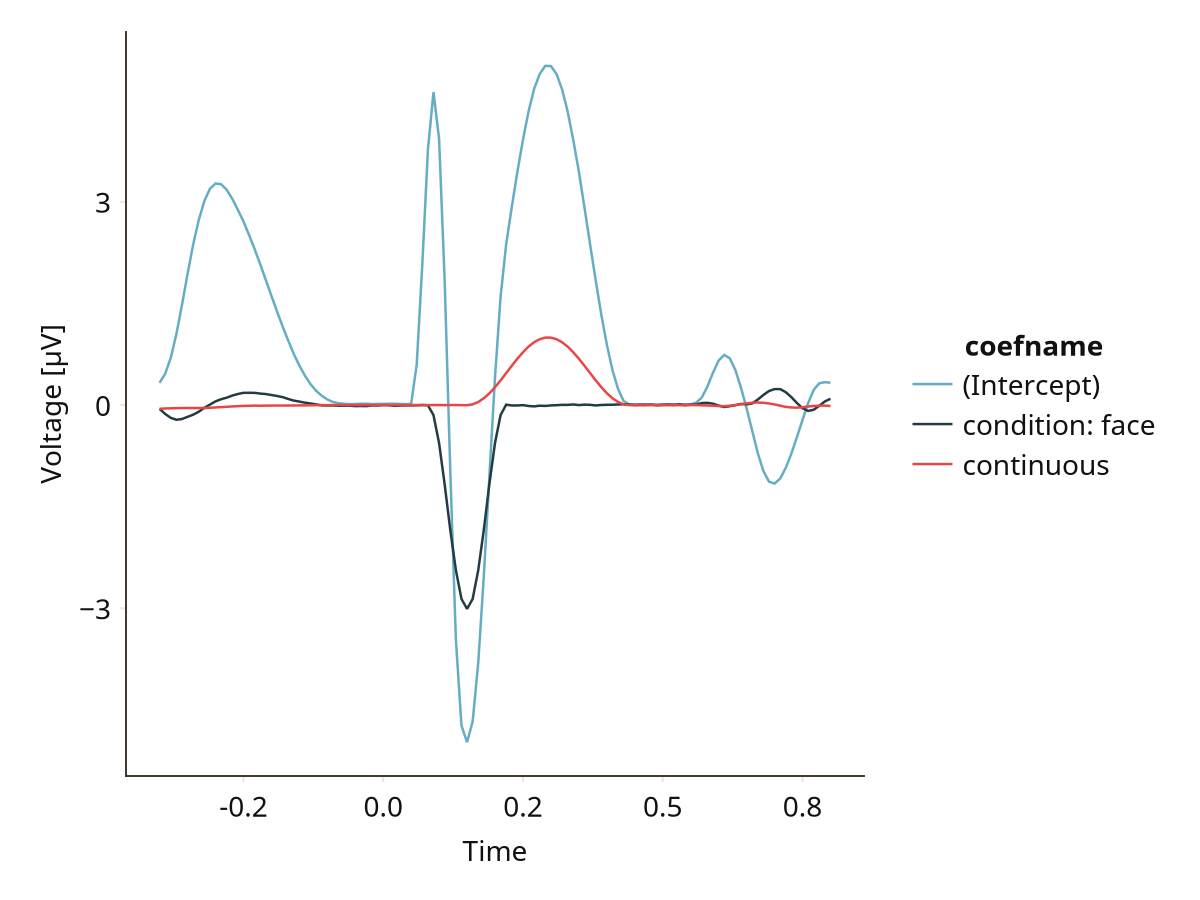 3
0
−3
Voltage [µV]
-0.2
0.0
0.2
0.5
0.8
Time
coefname
(Intercept)
condition: face
continuous